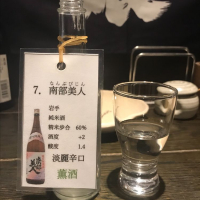 なんぶびじん
7. 南部美人
岩手
純米酒
精米歩合 60%
酒度 +2
酸度 1.4
淡麗辛口
薫酒